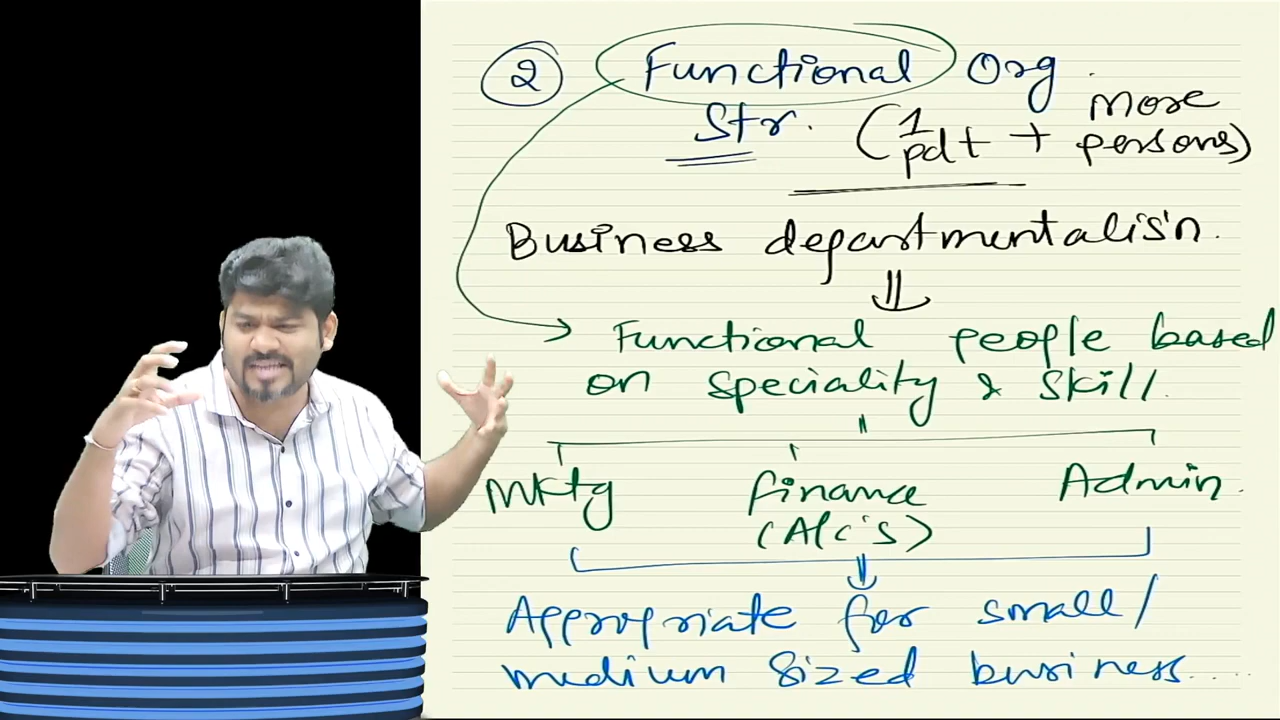 ② Functional Org
Str. (1 pdt + more persons)
Business departmentalis'n.
Functional people based
on speciality & skill.
Mktg finance Admin.
(A/c's)
Appropriate for small/
medium sized business....